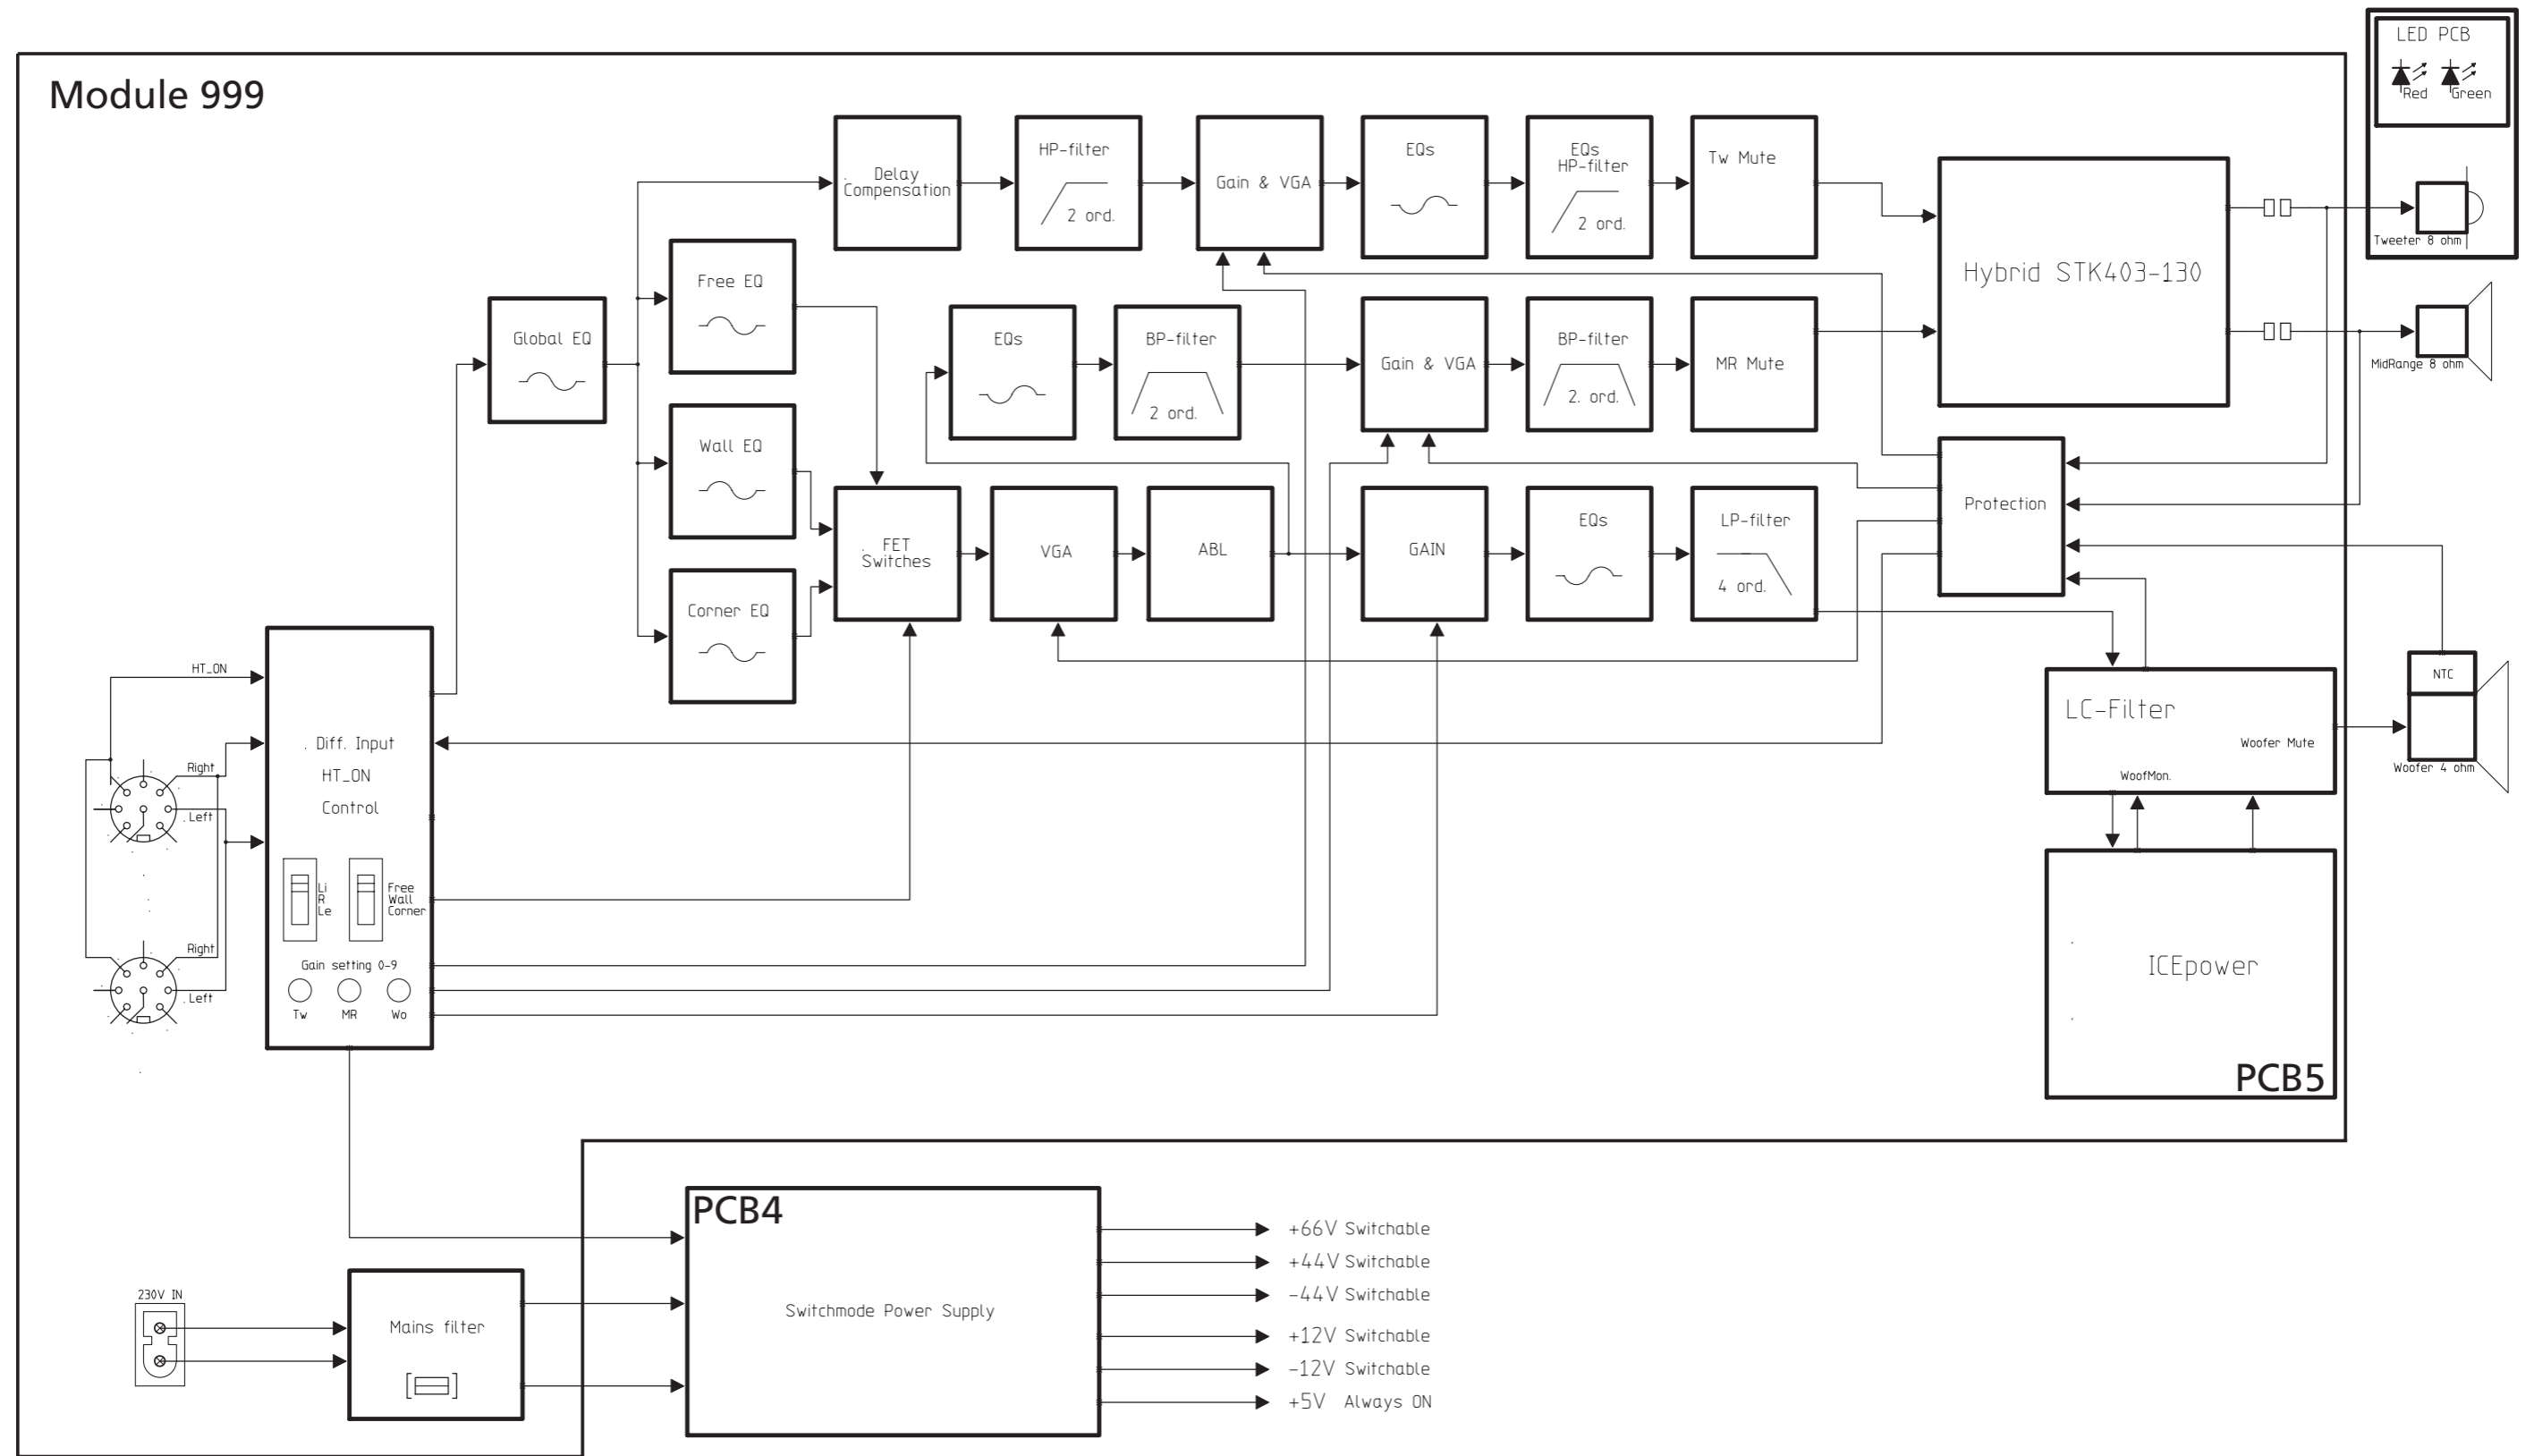 LED PCB
Red
Green
Module 999
Delay
Compensation
HP-filter
2 ord.
Gain & VGA
EQs
EQs
HP-filter
2 ord.
Tw Mute
Hybrid STK403-130
Tweeter 8 ohm
MidRange 8 ohm
Free EQ
Global EQ
EQs
BP-filter
2 ord.
Gain & VGA
BP-filter
2. ord.
MR Mute
Wall EQ
FET
Switches
VGA
ABL
GAIN
EQs
LP-filter
4 ord.
Protection
Corner EQ
HT_ON
Diff. Input
HT_ON
Control
Right
Left
Li
R
Le
Free
Wall
Corner
Right
Left
Gain setting 0-9
Tw
MR
Wo
NTC
LC-Filter
Woofer Mute
WoofMon.
Woofer 4 ohm
ICEpower
PCB5
PCB4
Switchmode Power Supply
+66V Switchable
+44V Switchable
-44V Switchable
+12V Switchable
-12V Switchable
+5V Always ON
230V IN
Mains filter